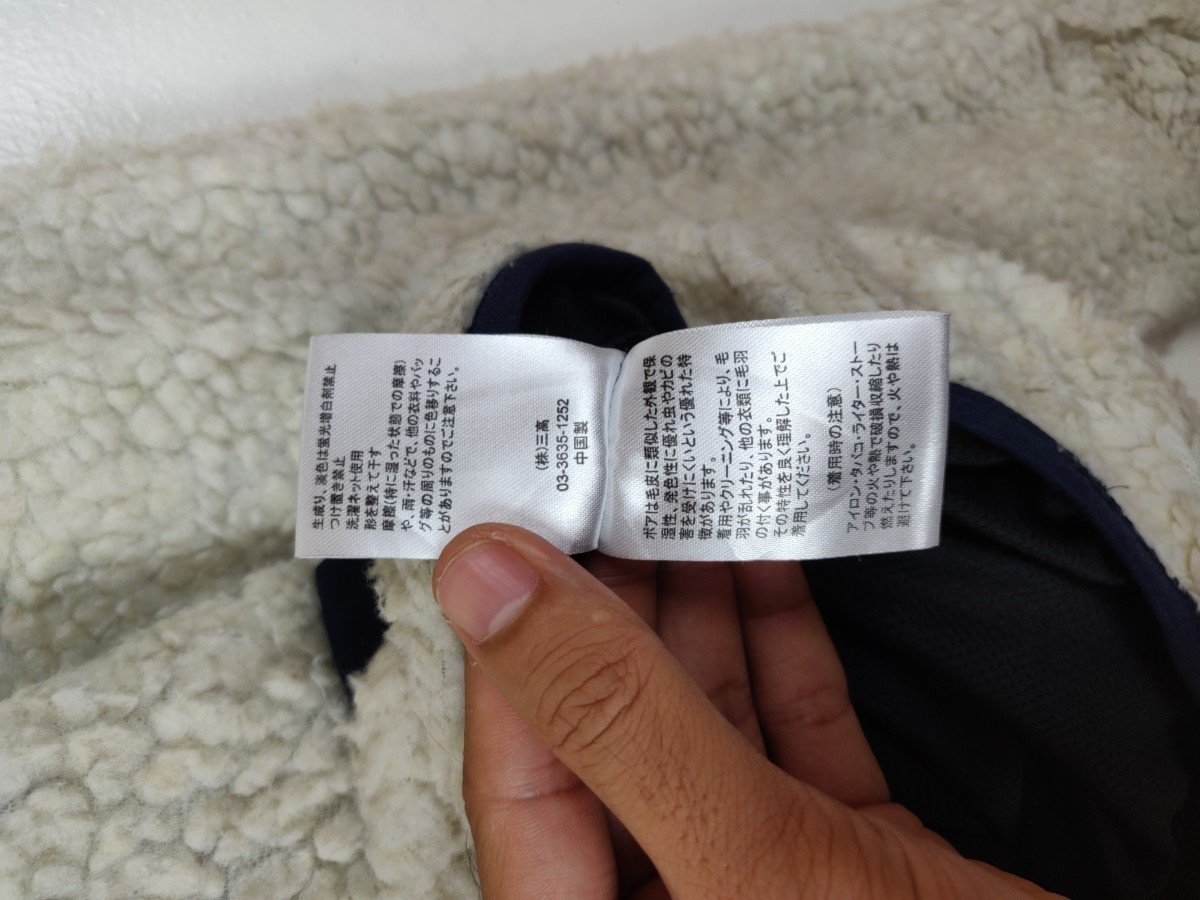 生成り、淡色は蛍光増白剤禁止
つけ置き禁止
洗濯ネット使用
形を整えて干す
摩擦(特に湿った状態での摩擦)
や、雨・汗などで、他の衣料やバッ
グ等の周りのものに色移りするこ
とがありますのでご注意下さい。
(株)三高
03-3635-1252
中国製
ボアは毛皮に類似した外観で保
湿性、発色性に優れ虫やカビの
害を受けにくいという優れた特
徴があります。
着用やクリーニング等により、毛
羽が乱れたり、他の衣類に毛羽
の付く事があります。
その特性を良く理解した上でご
着用してください。
(着用時の注意)
アイロン・タバコ・ライター・ストー
ブ等の火や熱で破損収縮したり
燃えたりしますので、火や熱は
避けて下さい。